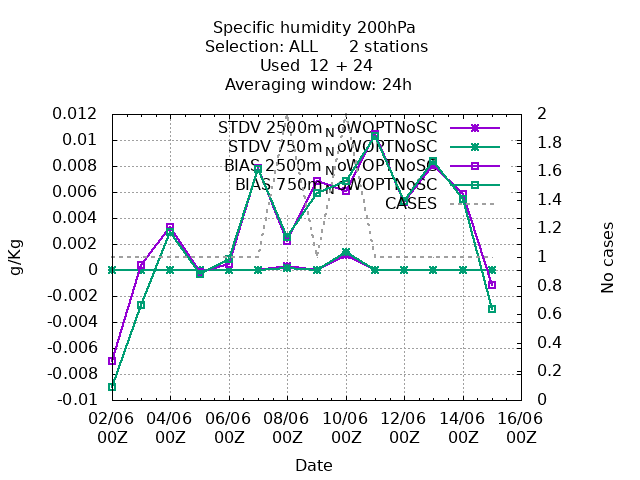 Specific humidity 200hPa
Selection: ALL 2 stations
Used 12 + 24
Averaging window: 24h
STDV 2500m_NoWOPTNoSC
STDV 750m_NoWOPTNoSC
BIAS 2500m_NoWOPTNoSC
BIAS 750m_NoWOPTNoSC
CASES
g/Kg
0.012
0.01
0.008
0.006
0.004
0.002
0
-0.002
-0.004
-0.006
-0.008
-0.01
2
1.8
1.6
1.4
1.2
1
0.8
0.6
0.4
0.2
0
No cases
02/06 04/06 06/06 08/06 10/06 12/06 14/06 16/06
00Z 00Z 00Z 00Z 00Z 00Z 00Z 00Z
Date